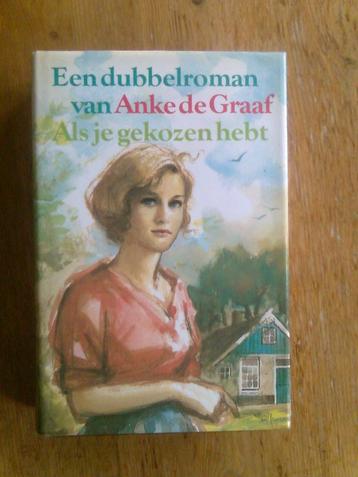 Een dubbelroman
van Anke de Graaf
Als je gekozen hebt